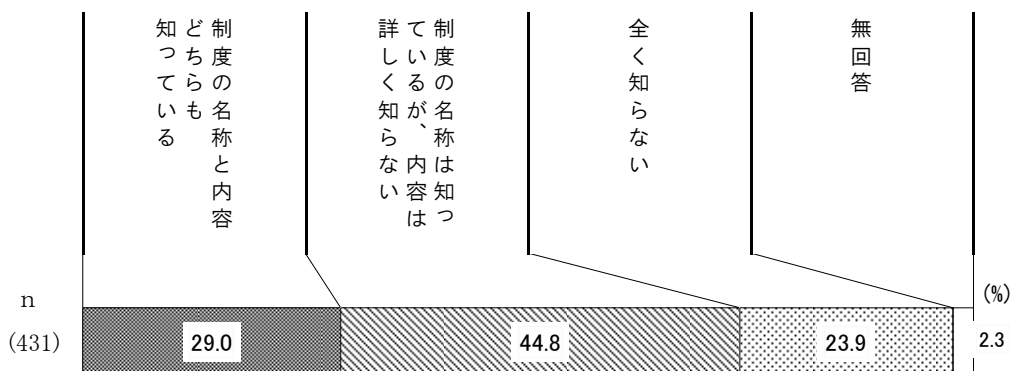 制度の名称と内容
どちらも
知っている
制度の名称は知っ
ているが、内容は
詳しく知らない
全く知らない
無回答
(%)
n
(431)
29.0
44.8
23.9
2.3